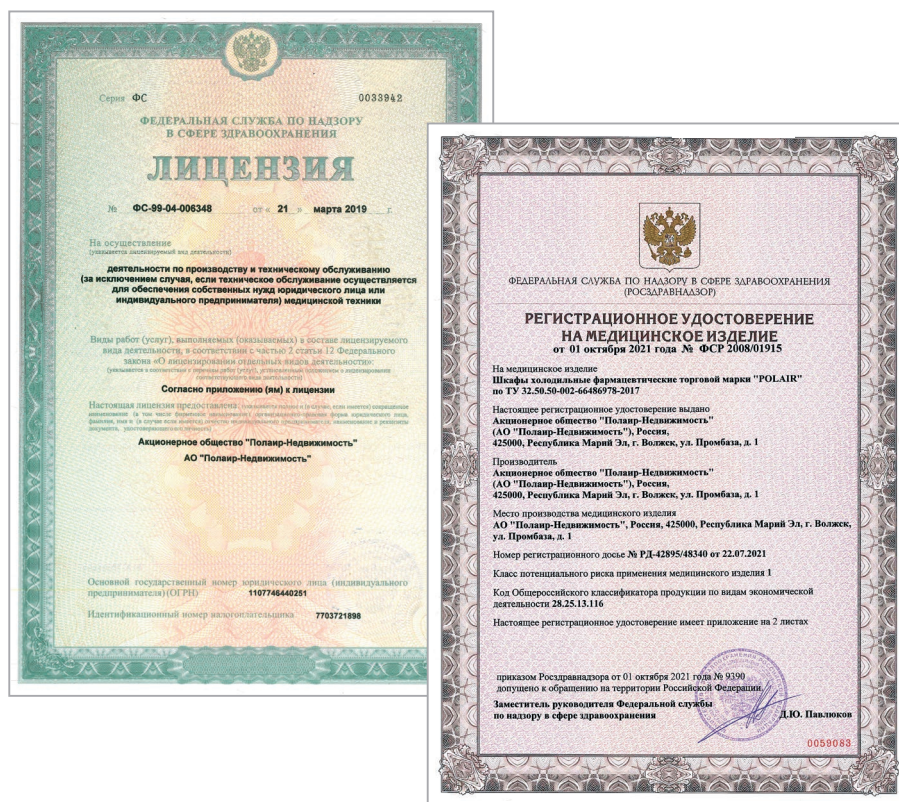 Серия ФС 0033942
ФЕДЕРАЛЬНАЯ СЛУЖБА ПО НАДЗОРУ
В СФЕРЕ ЗДРАВООХРАНЕНИЯ
ЛИЦЕНЗИЯ
№ ФС-99-04-006348 от « 21 » марта 2019 г.
На осуществление
(указывается лицензируемый вид деятельности)
деятельности по производству и техническому обслуживанию
(за исключением случая, если техническое обслуживание осуществляется
для обеспечения собственных нужд юридического лица или
индивидуального предпринимателя) медицинской техники
Виды работ (услуг), выполняемых (оказываемых) в составе лицензируемого
вида деятельности, в соответствии с частью 2 статьи 12 Федерального
закона «О лицензировании отдельных видов деятельности»:
Согласно приложению (ям) к лицензии
Настоящая лицензия предоставлена
Акционерное общество "Полаир-Недвижимость"
АО "Полаир-Недвижимость"
Основной государственный номер юридического лица (индивидуального
предпринимателя) (ОГРН) 1107746440251
Идентификационный номер налогоплательщика 7703721898
ФЕДЕРАЛЬНАЯ СЛУЖБА ПО НАДЗОРУ В СФЕРЕ ЗДРАВООХРАНЕНИЯ
(РОСЗДРАВНАДЗОР)
РЕГИСТРАЦИОННОЕ УДОСТОВЕРЕНИЕ
НА МЕДИЦИНСКОЕ ИЗДЕЛИЕ
от 01 октября 2021 года № ФСР 2008/01915
На медицинское изделие
Шкафы холодильные фармацевтические торговой марки "POLAIR"
по ТУ 32.50.50-002-66486978-2017
Настоящее регистрационное удостоверение выдано
Акционерное общество "Полаир-Недвижимость"
(АО "Полаир-Недвижимость"), Россия,
425000, Республика Марий Эл, г. Волжск, ул. Промбаза, д. 1
Производитель
Акционерное общество "Полаир-Недвижимость"
(АО "Полаир-Недвижимость"), Россия,
425000, Республика Марий Эл, г. Волжск, ул. Промбаза, д. 1
Место производства медицинского изделия
АО "Полаир-Недвижимость", Россия, 425000, Республика Марий Эл, г. Волжск,
ул. Промбаза, д. 1
Номер регистрационного досье № РД-42895/48340 от 22.07.2021
Класс потенциального риска применения медицинского изделия 1
Код Общероссийского классификатора продукции по видам экономической
деятельности 28.25.13.116
Настоящее регистрационное удостоверение имеет приложение на 2 листах
приказом Росздравнадзора от 01 октября 2021 года № 9390
допущено к обращению на территории Российской Федерации.
Заместитель руководителя Федеральной службы
по надзору в сфере здравоохранения Д.Ю. Павлюков
0059083